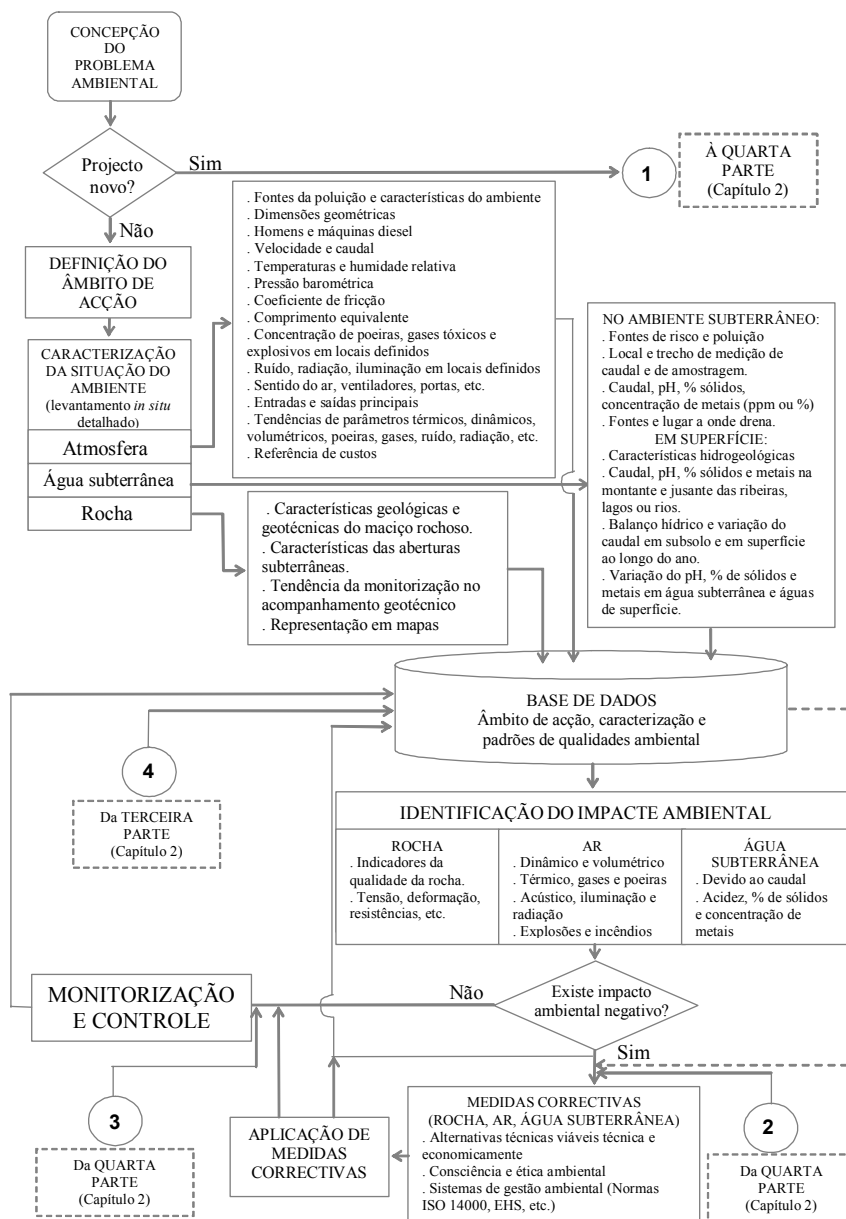 CONCEPÇÃO
DO
PROBLEMA
AMBIENTAL
Projecto
novo?
Sim
1
À QUARTA
PARTE
(Capítulo 2)
Não
DEFINIÇÃO DO
ÂMBITO DE
ACÇÃO
CARACTERIZAÇÃO
DA SITUAÇÃO DO
AMBIENTE
(levantamento in situ
detalhado)
Atmosfera
Água subterrânea
Rocha
. Fontes da poluição e características do ambiente
. Dimensões geométricas
. Homens e máquinas diesel
. Velocidade e caudal
. Temperaturas e humidade relativa
. Pressão barométrica
. Coeficiente de fricção
. Comprimento equivalente
. Concentração de poeiras, gases tóxicos e
explosivos em locais definidos
. Ruído, radiação, iluminação em locais definidos
. Sentido do ar, ventiladores, portas, etc.
. Entradas e saídas principais
. Tendências de parâmetros térmicos, dinâmicos,
volumétricos, poeiras, gases, ruído, radiação, etc.
. Referência de custos
NO AMBIENTE SUBTERRÂNEO:
. Fontes de risco e poluição
. Local e trecho de medição de
caudal e de amostragem.
. Caudal, pH, % sólidos,
concentração de metais (ppm ou %)
. Fontes e lugar a onde drena.
EM SUPERFÍCIE:
. Características hidrogeológicas
. Caudal, pH, % sólidos e metais na
montante e jusante das ribeiras,
lagos ou rios.
. Balanço hídrico e variação do
caudal em subsolo e em superfície
ao longo do ano.
. Variação do pH, % de sólidos e
metais em água subterrânea e águas
de superfície.
. Características geológicas e
geotécnicas do maciço rochoso.
. Características das aberturas
subterrâneas.
. Tendência da monitorização no
acompanhamento geotécnico
. Representação em mapas
BASE DE DADOS
Âmbito de acção, caracterização e
padrões de qualidades ambiental
4
Da TERCEIRA
PARTE
(Capítulo 2)
IDENTIFICAÇÃO DO IMPACTE AMBIENTAL
ROCHA
. Indicadores da
qualidade da rocha.
. Tensão, deformação,
resistências, etc.
AR
. Dinâmico e volumétrico
. Térmico, gases e poeiras
. Acústico, iluminação e
radiação
. Explosões e incêndios
ÁGUA
SUBTERRÂNEA
. Devido ao caudal
. Acidez, % de sólidos
e concentração de
metais
Existe impacto
ambiental negativo?
Não
MONITORIZAÇÃO
E CONTROLE
Sim
3
Da QUARTA
PARTE
(Capítulo 2)
APLICAÇÃO DE
MEDIDAS
CORRECTIVAS
MEDIDAS CORRECTIVAS
(ROCHA, AR, ÁGUA SUBTERRÂNEA)
. Alternativas técnicas viáveis técnica e
economicamente
. Consciência e ética ambiental
. Sistemas de gestão ambiental (Normas
ISO 14000, EHS, etc.)
2
Da QUARTA
PARTE
(Capítulo 2)